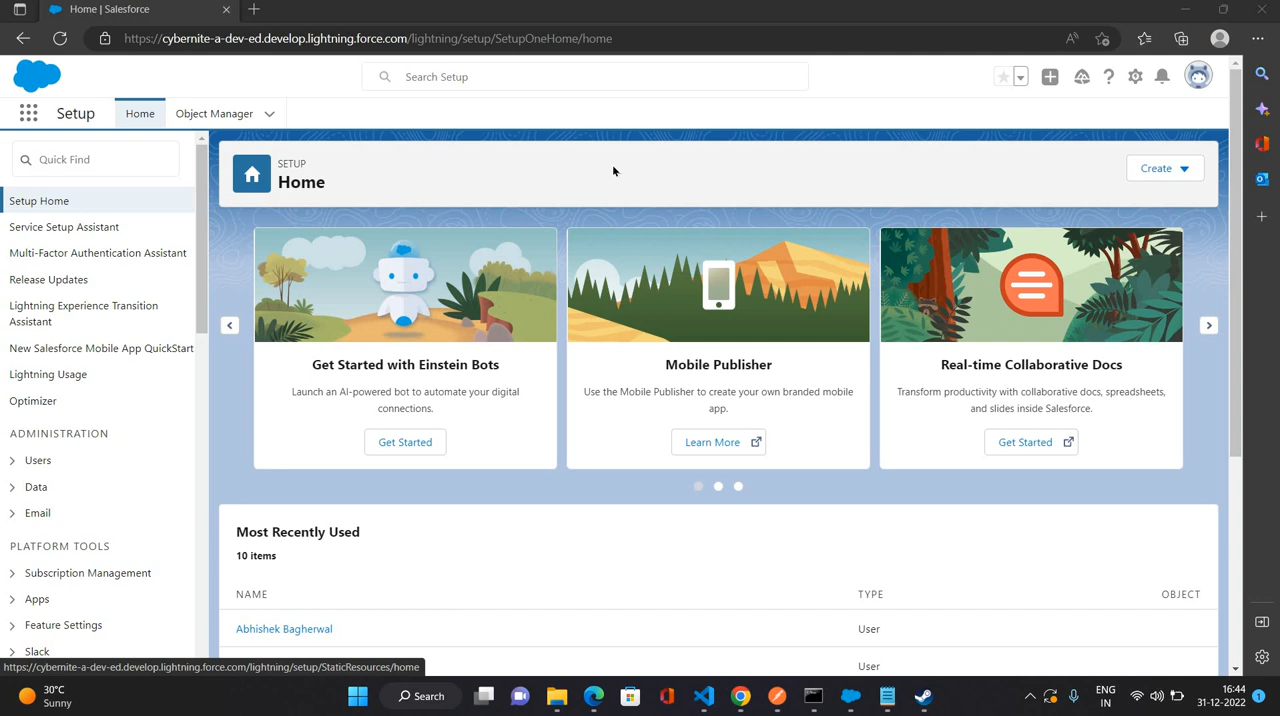 Home | Salesforce
https://cybernite-a-dev-ed.develop.lightning.force.com/lightning/setup/SetupOneHome/home
Search Setup
Setup
Home
Object Manager
Quick Find
Setup Home
Service Setup Assistant
Multi-Factor Authentication Assistant
Release Updates
Lightning Experience Transition
Assistant
New Salesforce Mobile App QuickStart
Lightning Usage
Optimizer
ADMINISTRATION
Users
Data
Email
PLATFORM TOOLS
Subscription Management
Apps
Feature Settings
Slack
SETUP
Home
Create
Get Started with Einstein Bots
Launch an AI-powered bot to automate your digital
connections.
Get Started
Mobile Publisher
Use the Mobile Publisher to create your own branded mobile
app.
Learn More
Real-time Collaborative Docs
Transform productivity with collaborative docs, spreadsheets,
and slides inside Salesforce.
Get Started
Most Recently Used
10 items
NAME
TYPE
OBJECT
Abhishek Bagherwal
User
User
https://cybernite-a-dev-ed.develop.lightning.force.com/lightning/setup/StaticResources/home
30°C
Sunny
Search
ENG
IN
16:44
31-12-2022
1